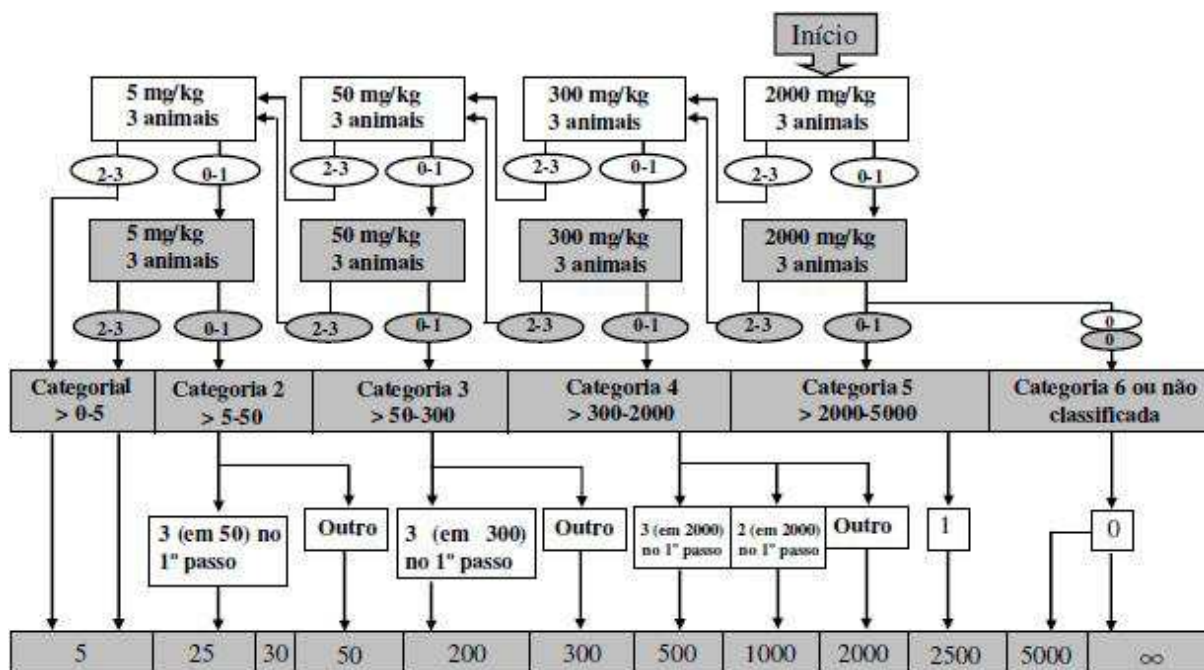 Início
5 mg/kg
3 animais
50 mg/kg
3 animais
300 mg/kg
3 animais
2000 mg/kg
3 animais
2-3
0-1
2-3
0-1
2-3
0-1
2-3
0-1
5 mg/kg
3 animais
50 mg/kg
3 animais
300 mg/kg
3 animais
2000 mg/kg
3 animais
2-3
0-1
2-3
0-1
2-3
0-1
2-3
0-1
0
0
Categoria1
> 0-5
Categoria 2
> 5-50
Categoria 3
> 50-300
Categoria 4
> 300-2000
Categoria 5
> 2000-5000
Categoria 6 ou não
classificada
3 (em 50) no
1º passo
Outro
3 (em 300)
no 1º passo
Outro
3 (em 2000)
no 1º passo
2 (em 2000)
no 1º passo
Outro
1
0
5
25
30
50
200
300
500
1000
2000
2500
5000
∞